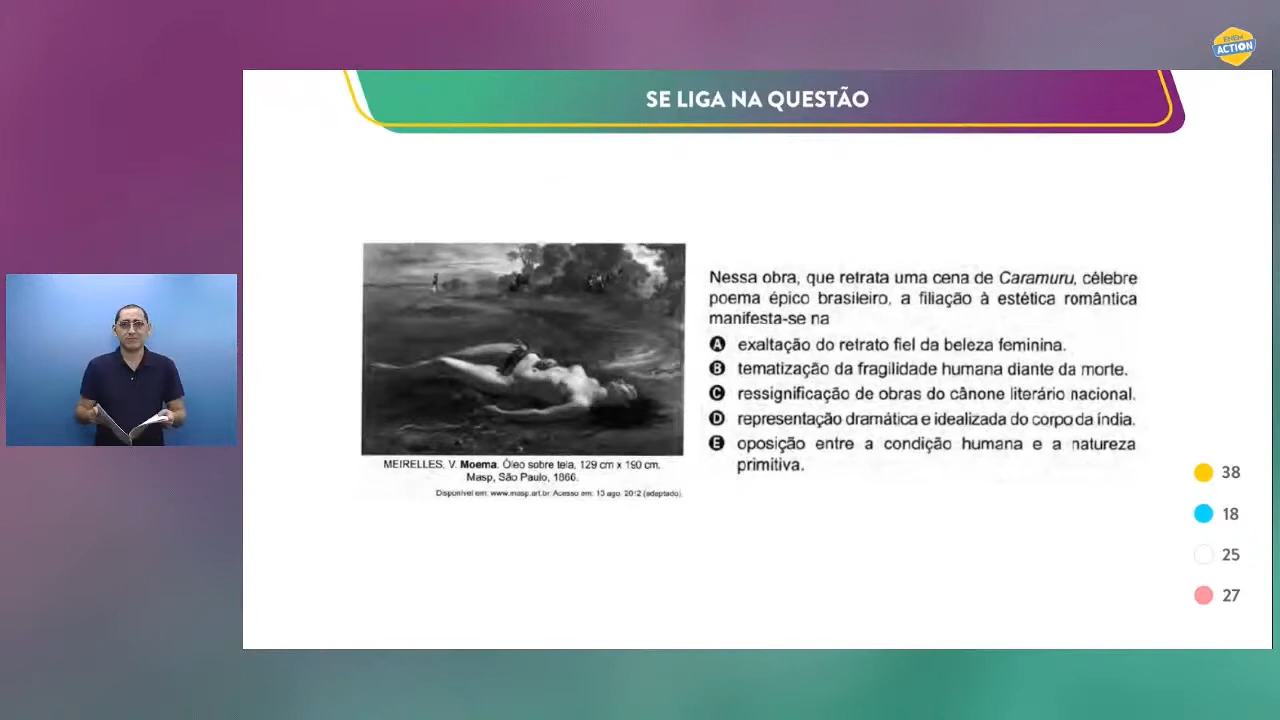 ENEM
ACTION
SE LIGA NA QUESTÃO
Nessa obra, que retrata uma cena de Caramuru, célebre
poema épico brasileiro, a filiação à estética romântica
manifesta-se na
A exaltação do retrato fiel da beleza feminina.
B tematização da fragilidade humana diante da morte.
C ressignificação de obras do cânone literário nacional.
D representação dramática e idealizada do corpo da índia.
E oposição entre a condição humana e a natureza
primitiva.
MEIRELLES, V. Moema. Óleo sobre tela, 129 cm x 190 cm.
Masp, São Paulo, 1866.
Disponível em: www.masp.art.br. Acesso em: 13 ago. 2012 (adaptado).
38
18
25
27